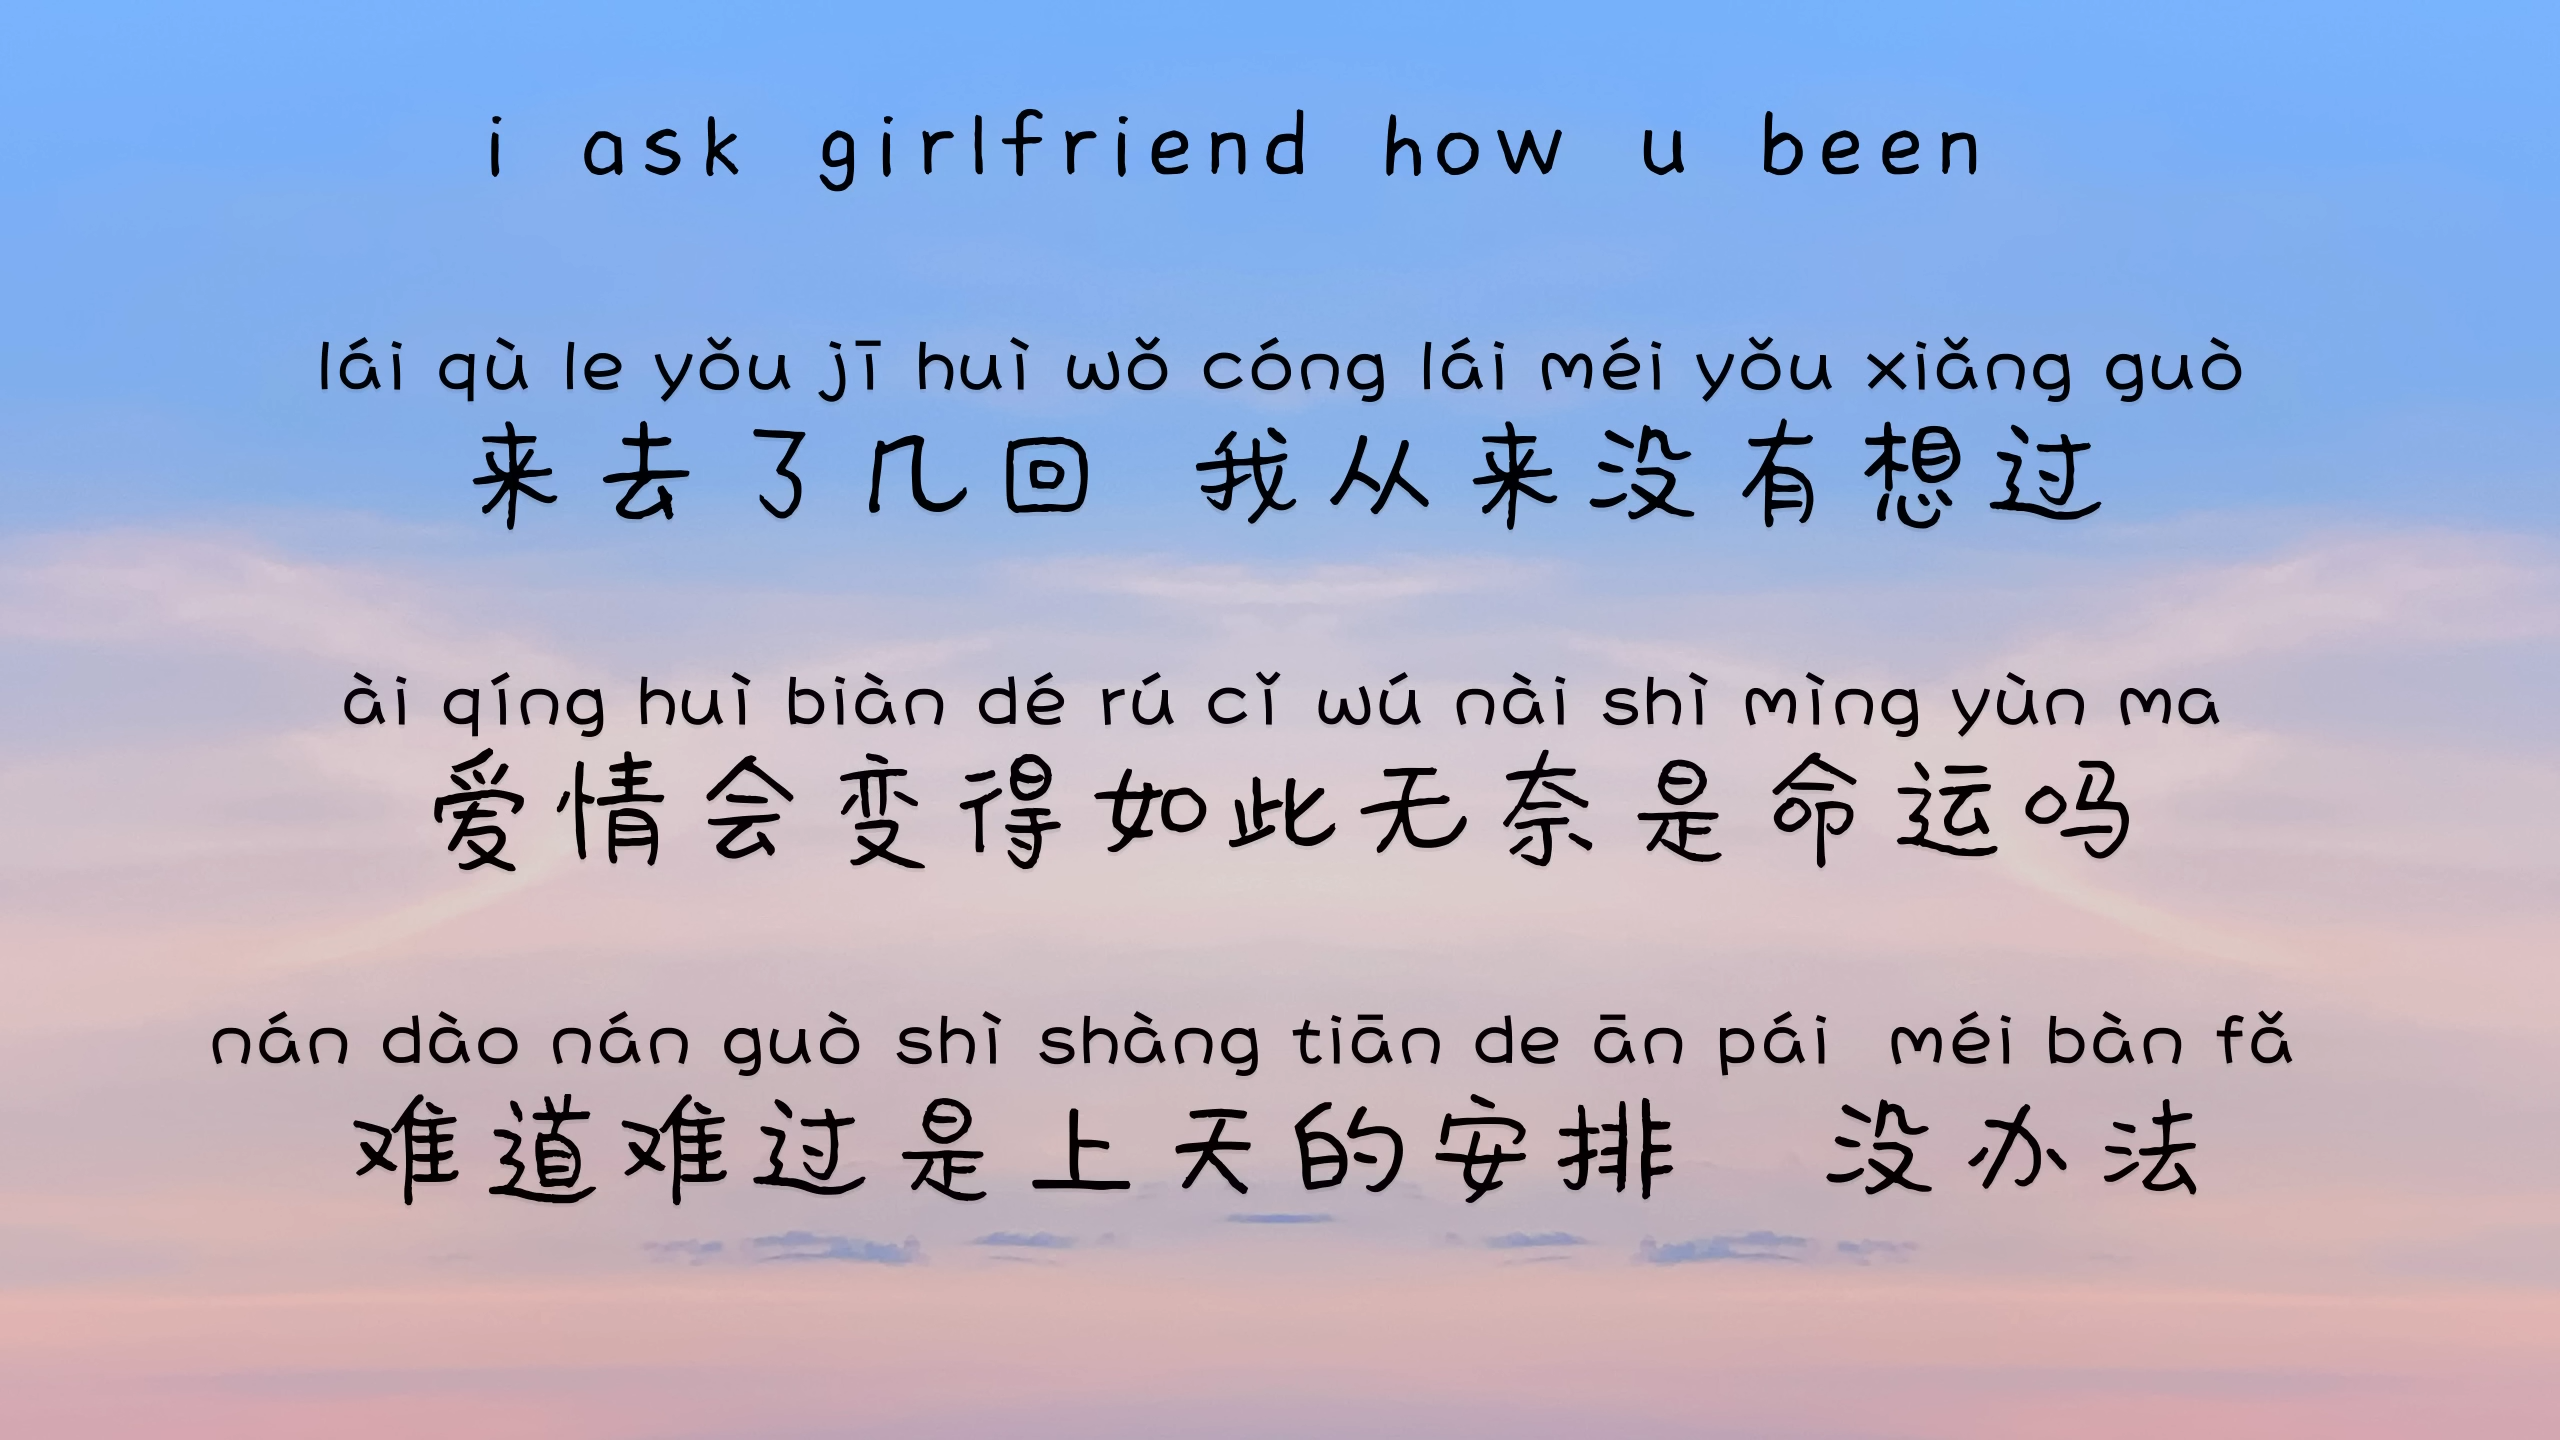 i ask girlfriend how u been
lái qù le yǒu jī huì wǒ cóng lái méi yǒu xiǎng guò
来去了几回 我从来没有想过
ài qíng huì biàn dé rú cǐ wú nài shì mìng yùn ma
爱情会变得如此无奈是命运吗
nán dào nán guò shì shàng tiān de ān pái méi bàn fǎ
难道难过是上天的安排 没办法